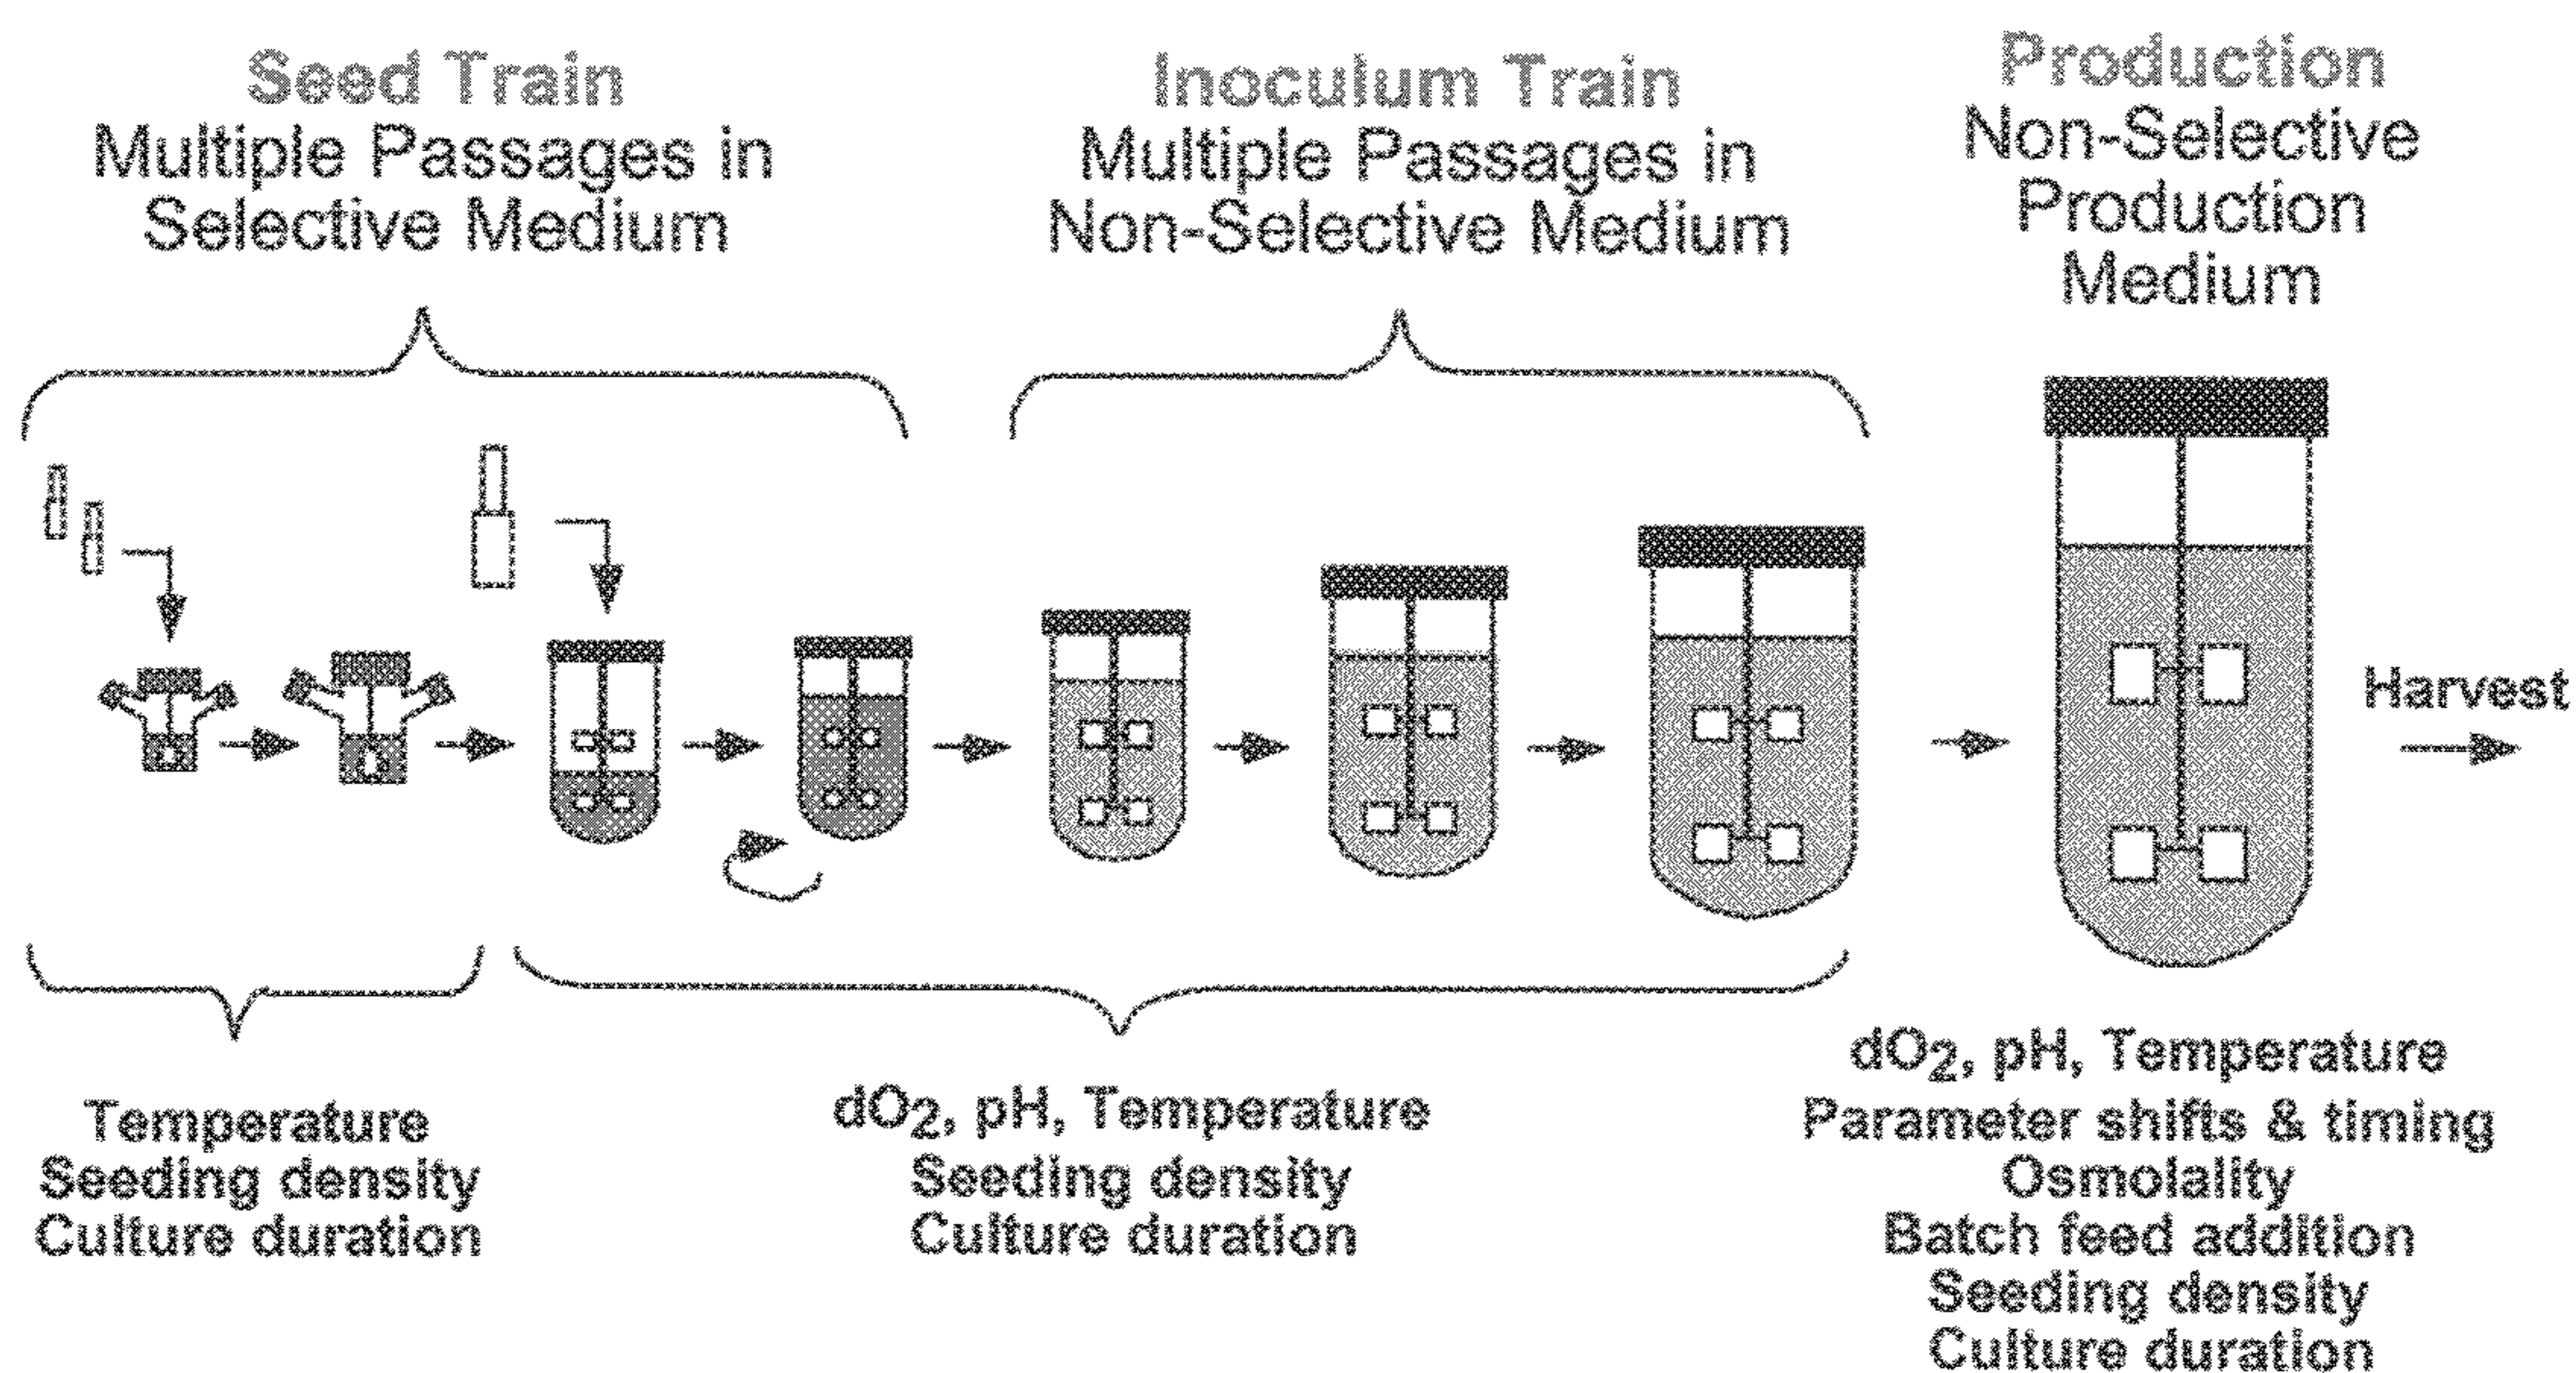 Seed Train
Multiple Passages in
Selective Medium
Inoculum Train
Multiple Passages in
Non-Selective Medium
Production
Non-Selective
Production
Medium
Harvest
Temperature
Seeding density
Culture duration
dO2, pH, Temperature
Seeding density
Culture duration
dO2, pH, Temperature
Parameter shifts & timing
Osmolality
Batch feed addition
Seeding density
Culture duration